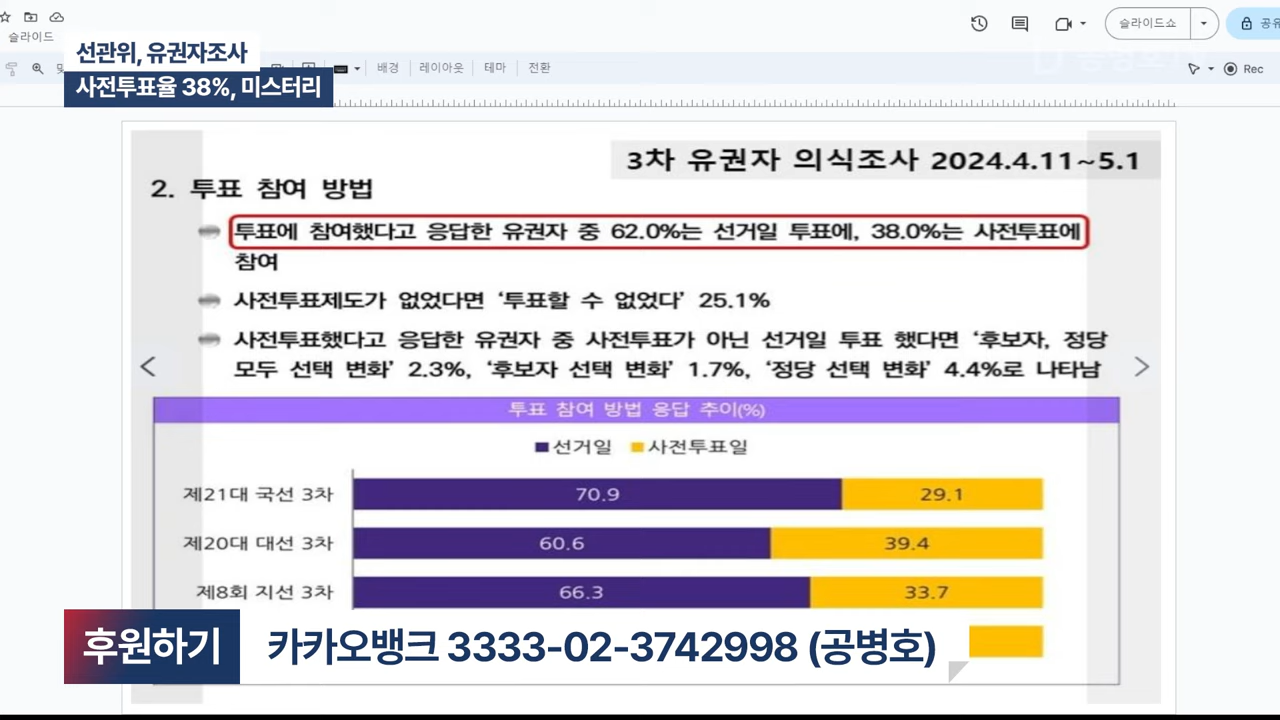 슬라이드
슬라이드쇼
공유
선관위, 유권자조사
사전투표율 38%, 미스터리
배경
레이아웃
테마
전환
Rec
3차 유권자 의식조사 2024.4.11~5.1
2. 투표 참여 방법
투표에 참여했다고 응답한 유권자 중 62.0%는 선거일 투표에, 38.0%는 사전투표에
참여
사전투표제도가 없었다면 ‘투표할 수 없었다’ 25.1%
사전투표했다고 응답한 유권자 중 사전투표가 아닌 선거일 투표 했다면 ‘후보자, 정당
모두 선택 변화’ 2.3%, ‘후보자 선택 변화’ 1.7%, ‘정당 선택 변화’ 4.4%로 나타남
투표 참여 방법 응답 추이(%)
선거일 사전투표일
제21대 국선 3차 70.9 29.1
제20대 대선 3차 60.6 39.4
제8회 지선 3차 66.3 33.7
후원하기
카카오뱅크 3333-02-3742998 (공병호)